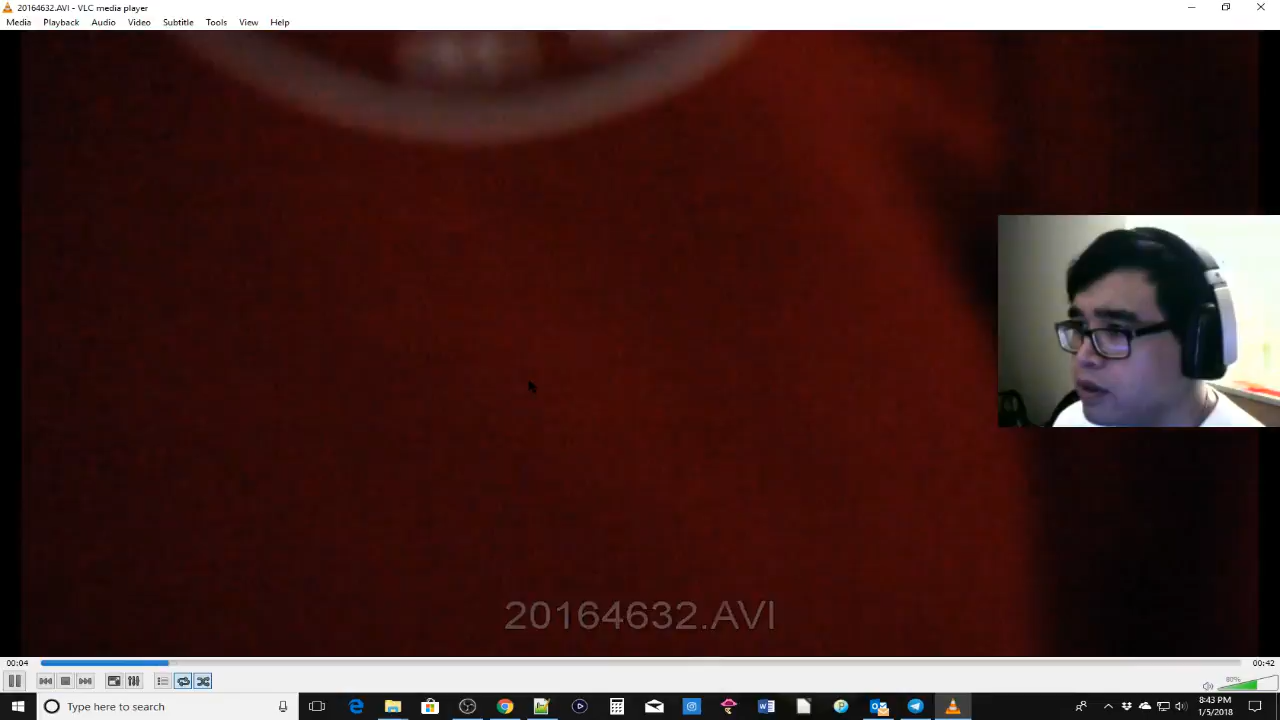 20164632.AVI - VLC media player
Media Playback Audio Video Subtitle Tools View Help
20164632.AVI
00:04
00:42
80%
Type here to search
8:43 PM
1/5/2018